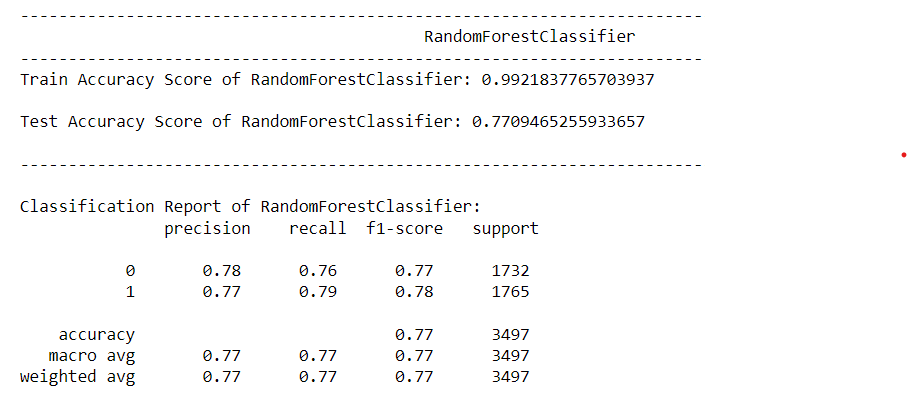 -----------------------------------------------------------------------
RandomForestClassifier
-----------------------------------------------------------------------
Train Accuracy Score of RandomForestClassifier: 0.9921837765703937
Test Accuracy Score of RandomForestClassifier: 0.7709465255933657
-----------------------------------------------------------------------
Classification Report of RandomForestClassifier:
precision recall f1-score support
0 0.78 0.76 0.77 1732
1 0.77 0.79 0.78 1765
accuracy 0.77 3497
macro avg 0.77 0.77 0.77 3497
weighted avg 0.77 0.77 0.77 3497